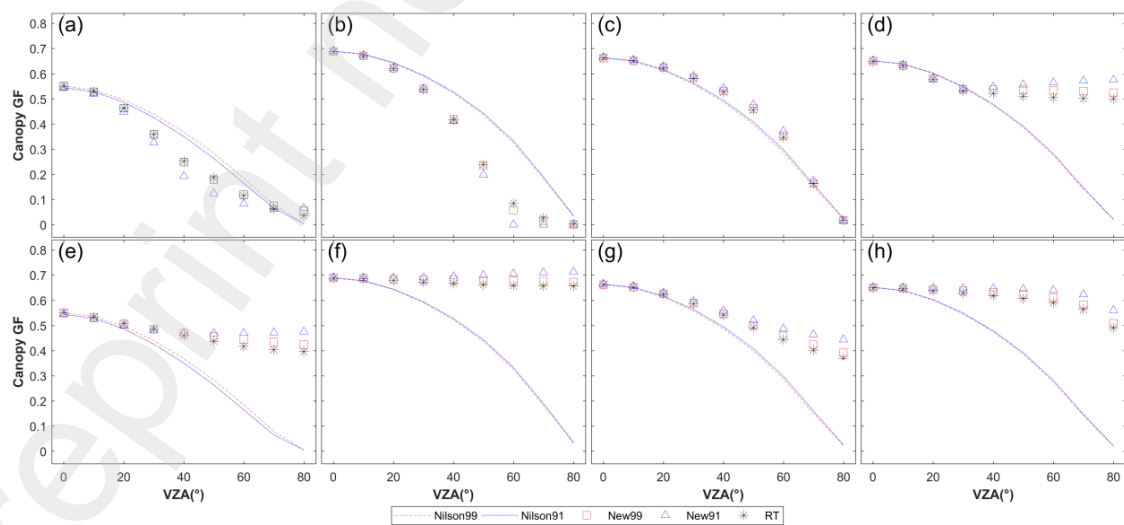 (a) (b) (c) (d)
0.8
0.7
0.6
0.5
0.4
0.3
0.2
0.1
0
Canopy GF
(e) (f) (g) (h)
0.8
0.7
0.6
0.5
0.4
0.3
0.2
0.1
0
Canopy GF
0 20 40 60 80 0 20 40 60 80 0 20 40 60 80 0 20 40 60 80
VZA(°) VZA(°) VZA(°) VZA(°)
Nilson99 Nilson91 New99 New91 RT